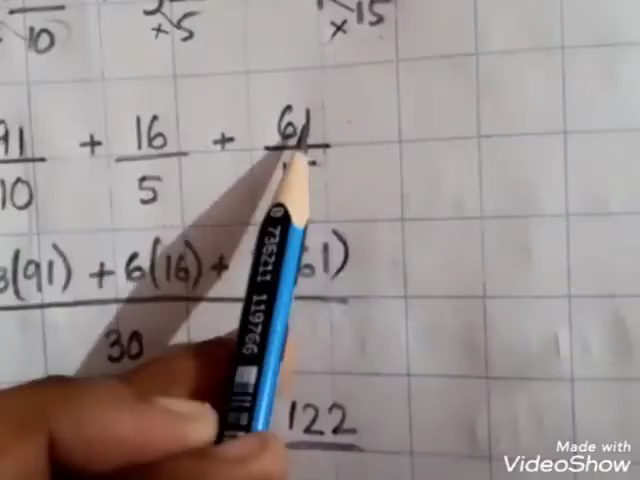 10 ×5 ×15
91/10 + 16/5 + 61/
3(91) + 6(16) + 61)
30
122
736211 119766
Made with
VideoShow